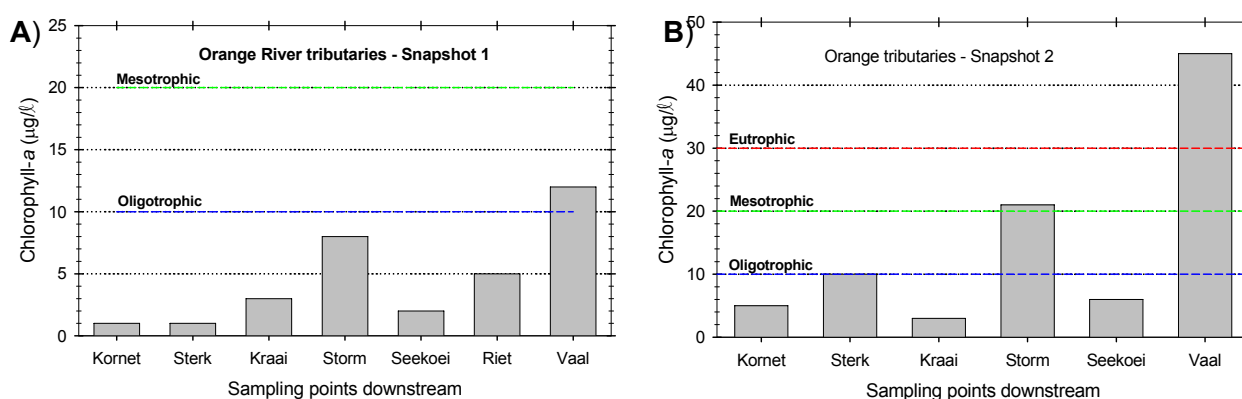 A)
Orange River tributaries - Snapshot 1
25
20
15
10
5
0
Chlorophyll-a (µg/ℓ)
Mesotrophic
Oligotrophic
Kornet Sterk Kraai Storm Seekoei Riet Vaal
Sampling points downstream
B)
Orange tributaries - Snapshot 2
50
40
30
20
10
0
Chlorophyll-a (µg/ℓ)
Eutrophic
Mesotrophic
Oligotrophic
Kornet Sterk Kraai Storm Seekoei Vaal
Sampling points downstream